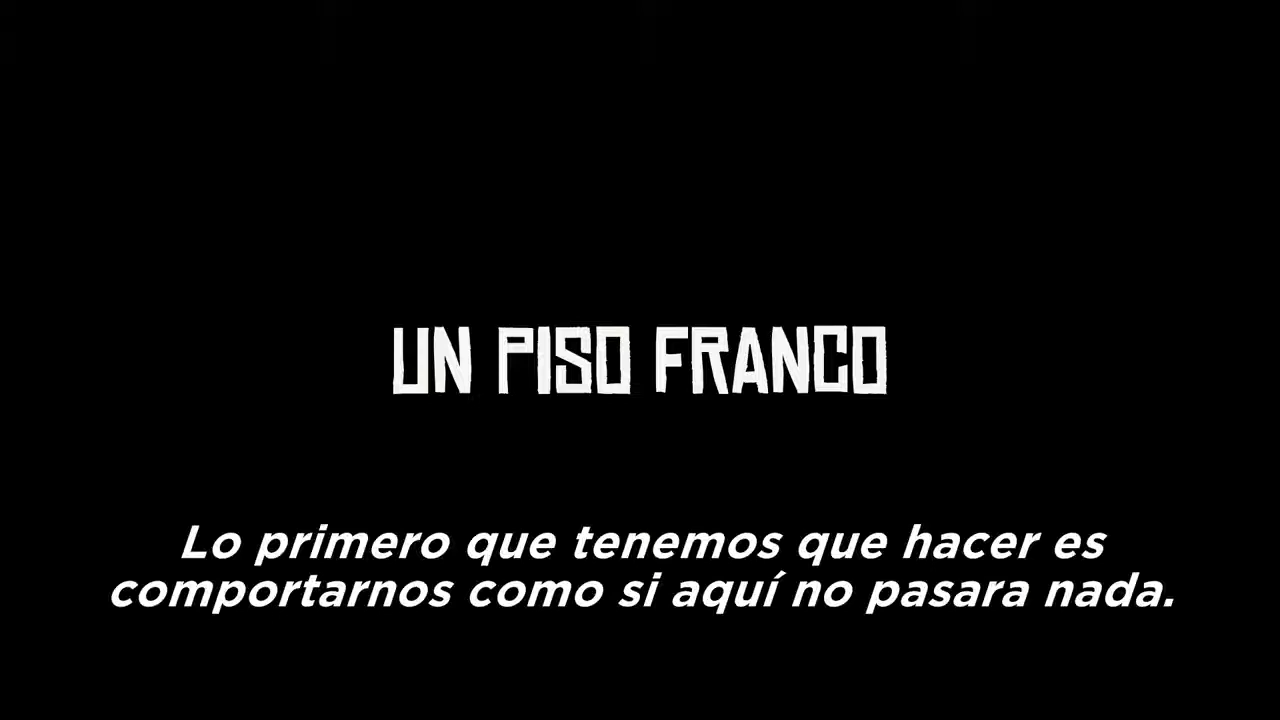 UN PISO FRANCO
Lo primero que tenemos que hacer es
comportarnos como si aquí no pasara nada.